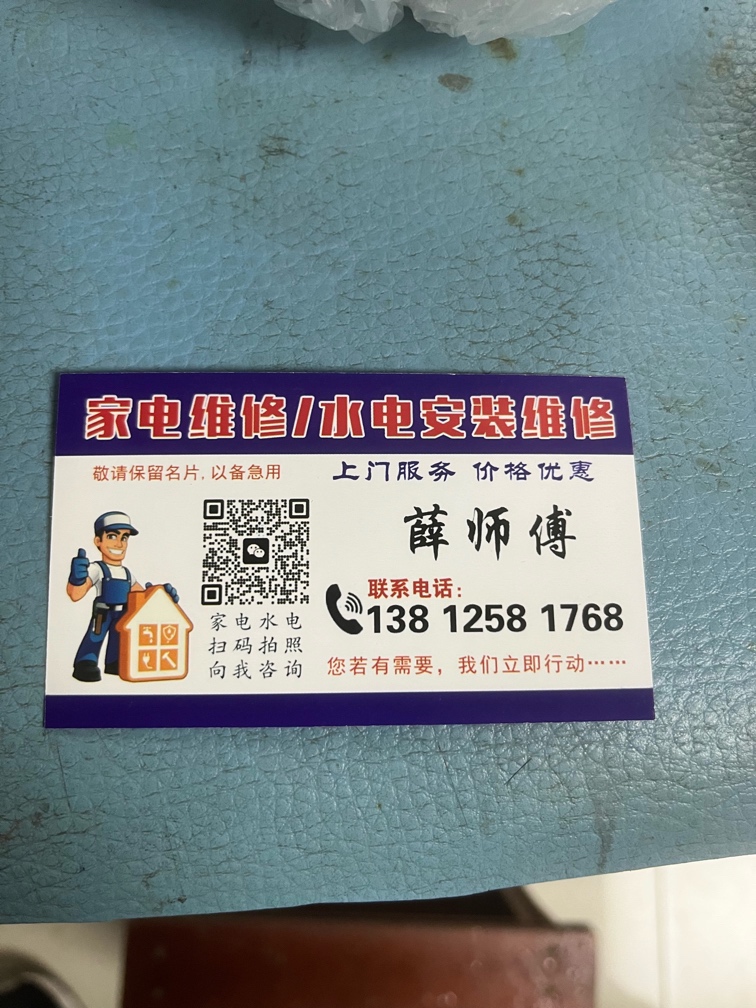 家电维修/水电安装维修
敬请保留名片,以备急用
上门服务 价格优惠
薛师傅
联系电话：
138 1258 1768
家电水电
扫码拍照
向我咨询
您若有需要，我们立即行动……